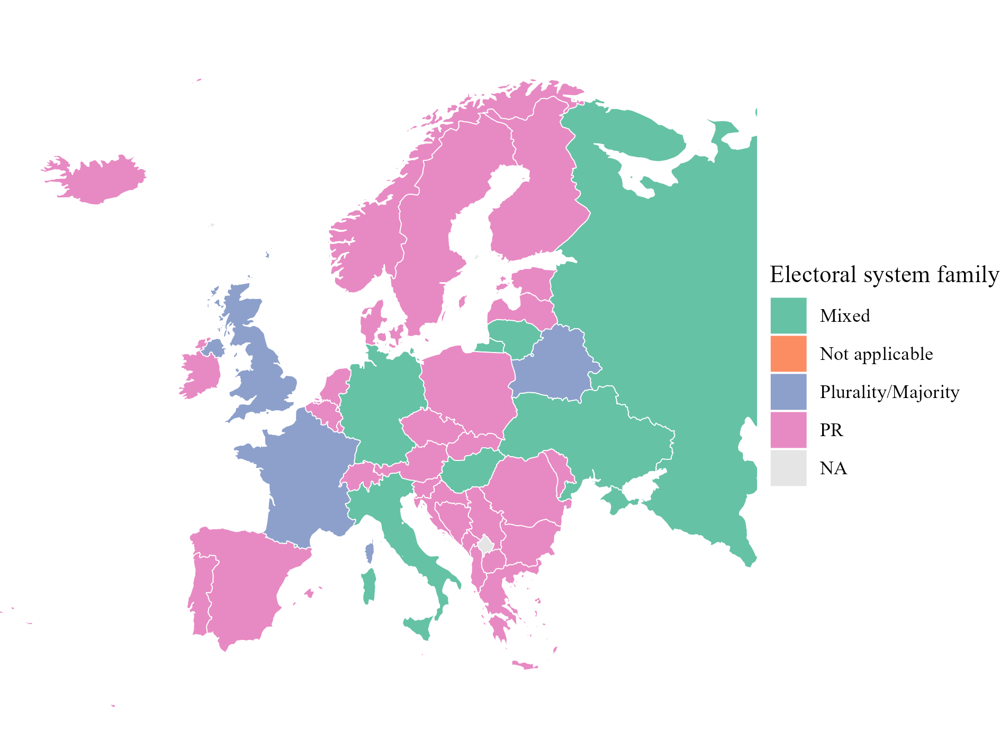 Electoral system family
Mixed
Not applicable
Plurality/Majority
PR
NA